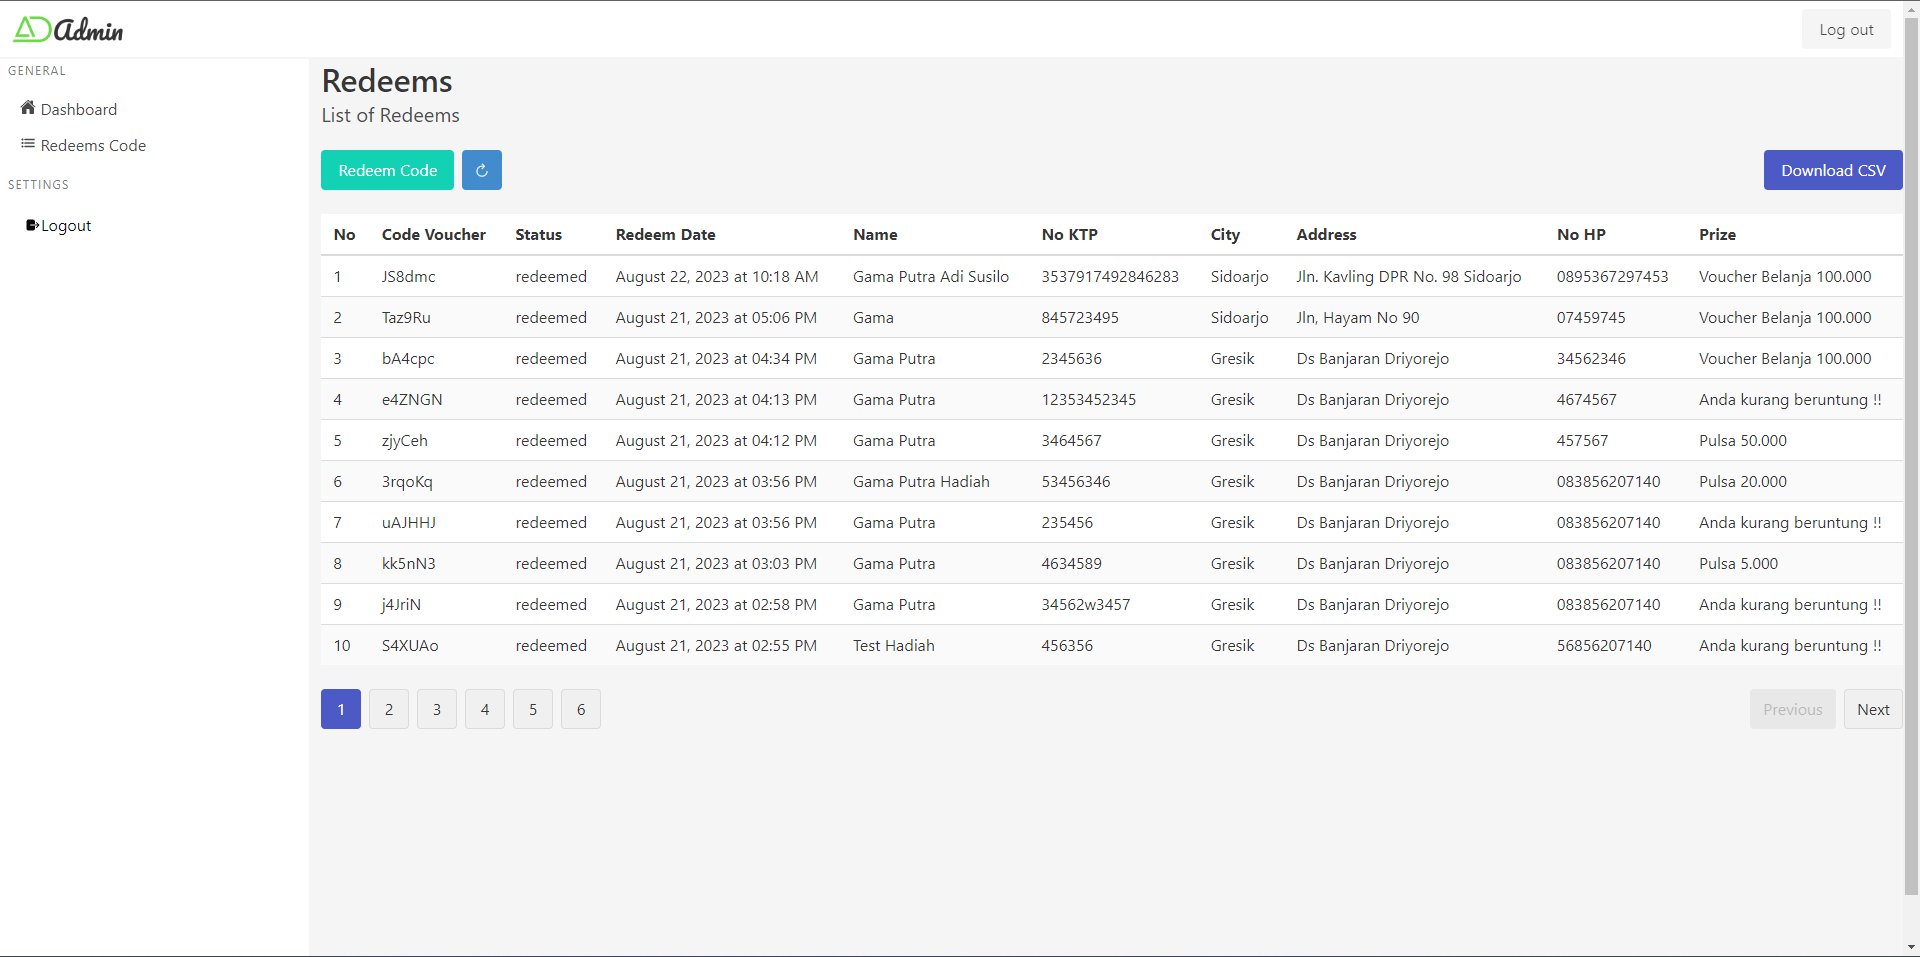 AD Admin
Log out
GENERAL
Dashboard
Redeems Code
SETTINGS
Logout
Redeems
List of Redeems
Redeem Code
Download CSV
No Code Voucher Status Redeem Date Name No KTP City Address No HP Prize
1 JS8dmc redeemed August 22, 2023 at 10:18 AM Gama Putra Adi Susilo 3537917492846283 Sidoarjo Jln. Kavling DPR No. 98 Sidoarjo 0895367297453 Voucher Belanja 100.000
2 Taz9Ru redeemed August 21, 2023 at 05:06 PM Gama 845723495 Sidoarjo Jln, Hayam No 90 07459745 Voucher Belanja 100.000
3 bA4cpc redeemed August 21, 2023 at 04:34 PM Gama Putra 2345636 Gresik Ds Banjaran Driyorejo 34562346 Voucher Belanja 100.000
4 e4ZNGN redeemed August 21, 2023 at 04:13 PM Gama Putra 12353452345 Gresik Ds Banjaran Driyorejo 4674567 Anda kurang beruntung !!
5 zjyCeh redeemed August 21, 2023 at 04:12 PM Gama Putra 3464567 Gresik Ds Banjaran Driyorejo 457567 Pulsa 50.000
6 3rqoKq redeemed August 21, 2023 at 03:56 PM Gama Putra Hadiah 53456346 Gresik Ds Banjaran Driyorejo 083856207140 Pulsa 20.000
7 uAJHHJ redeemed August 21, 2023 at 03:56 PM Gama Putra 235456 Gresik Ds Banjaran Driyorejo 083856207140 Anda kurang beruntung !!
8 kk5nN3 redeemed August 21, 2023 at 03:03 PM Gama Putra 4634589 Gresik Ds Banjaran Driyorejo 083856207140 Pulsa 5.000
9 j4JriN redeemed August 21, 2023 at 02:58 PM Gama Putra 34562w3457 Gresik Ds Banjaran Driyorejo 083856207140 Anda kurang beruntung !!
10 S4XUAo redeemed August 21, 2023 at 02:55 PM Test Hadiah 456356 Gresik Ds Banjaran Driyorejo 56856207140 Anda kurang beruntung !!
1 2 3 4 5 6 Previous Next